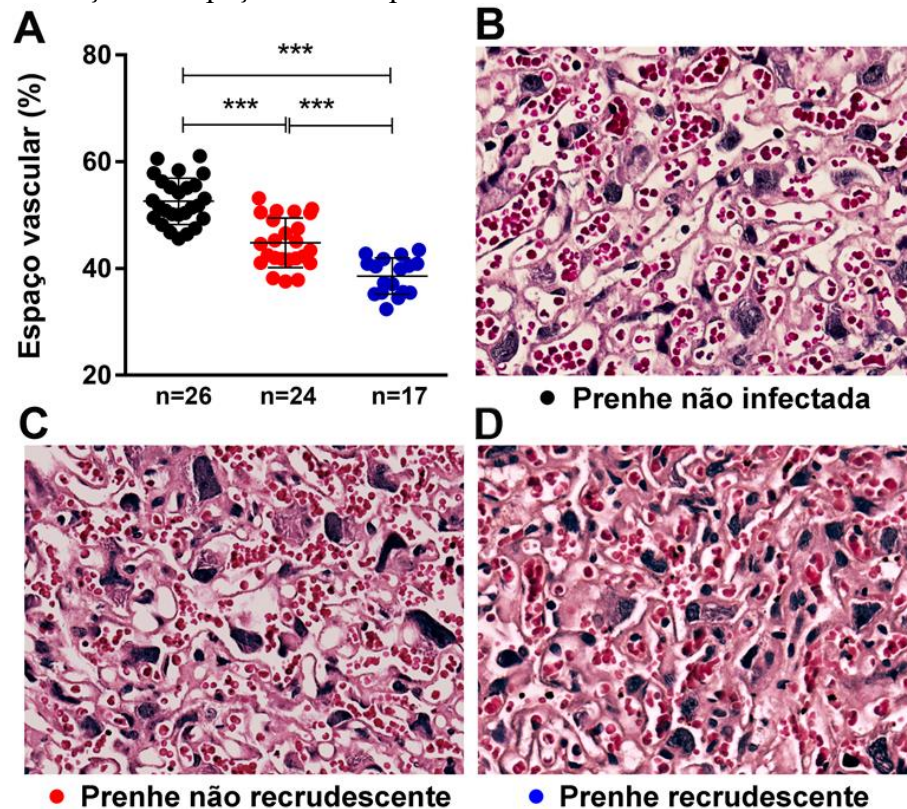 A
B
80
60
40
20
Espaço vascular (%)
***
*** ***
n=26 n=24 n=17
● Prenhe não infectada
C
D
● Prenhe não recrudescente
● Prenhe recrudescente